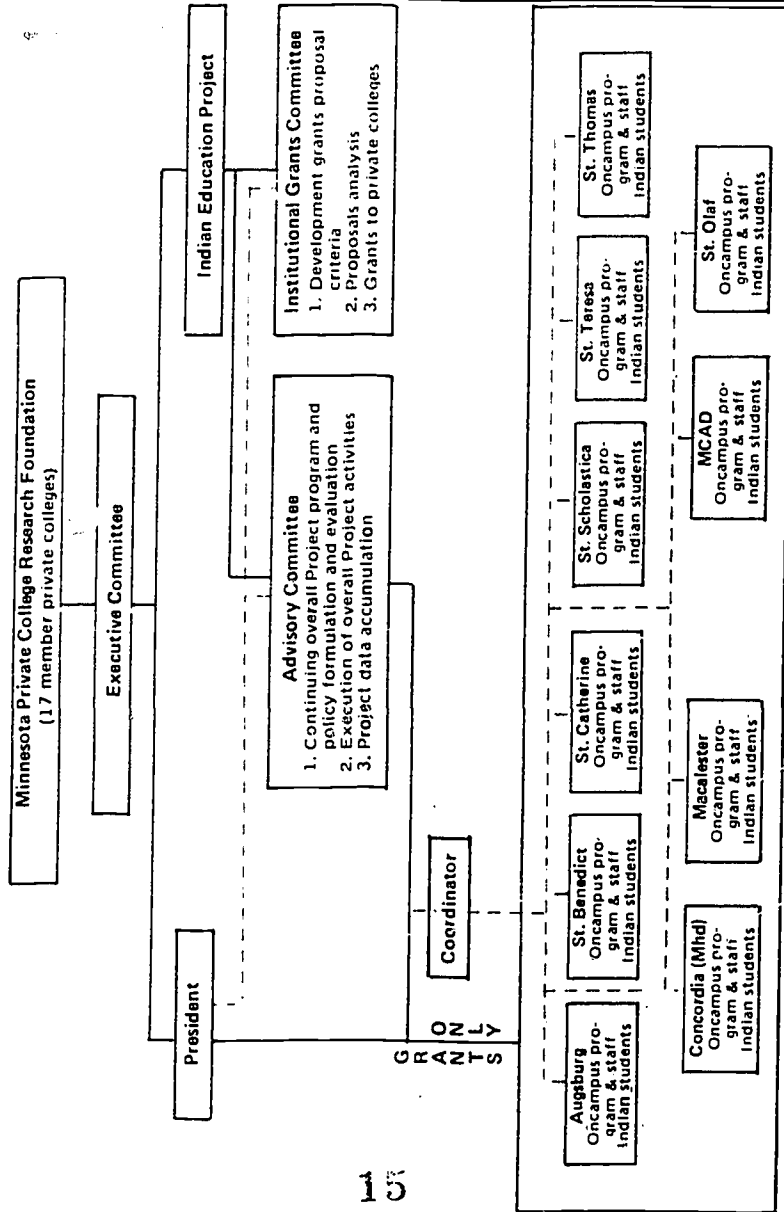 Minnesota Private College Research Foundation
(17 member private colleges)
Executive Committee
President
Indian Education Project
Advisory Committee
1. Continuing overall Project program and
policy formulation and evaluation
2. Execution of overall Project activities
3. Project data accumulation
Institutional Grants Committee
1. Development grants proposal
criteria
2. Proposals analysis
3. Grants to private colleges
GRANTS
ONLY
Coordinator
Augsburg
Oncampus pro-
gram & staff
Indian students
St. Benedict
Oncampus pro-
gram & staff
Indian students
St. Catherine
Oncampus pro-
gram & staff
Indian students
St. Scholastica
Oncampus pro-
gram & staff
Indian students
St. Teresa
Oncampus pro-
gram & staff
Indian students
St. Thomas
Oncampus pro-
gram & staff
Indian students
Concordia (Mhd)
Oncampus pro-
gram & staff
Indian students
Macalester
Oncampus pro-
gram & staff
Indian students
MCAD
Oncampus pro-
gram & staff
Indian students
St. Olaf
Oncampus pro-
gram & staff
Indian students
15